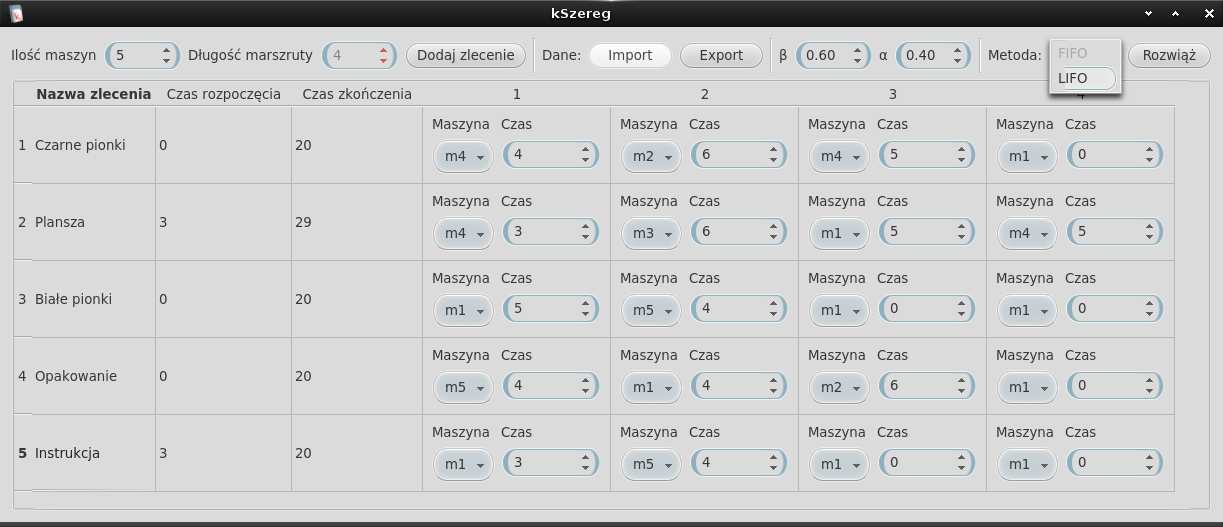 kSzereg
Ilość maszyn 5 Długość marszruty 4 Dodaj zlecenie Dane: Import Export β 0.60 α 0.40 Metoda: FIFO Rozwiąż
LIFO
Nazwa zlecenia Czas rozpoczęcia Czas zkończenia 1 2 3 4
Maszyna Czas Maszyna Czas Maszyna Czas Maszyna Czas
1 Czarne pionki 0 20 m4 4 m2 6 m4 5 m1 0
Maszyna Czas Maszyna Czas Maszyna Czas Maszyna Czas
2 Plansza 3 29 m4 3 m3 6 m1 5 m4 5
Maszyna Czas Maszyna Czas Maszyna Czas Maszyna Czas
3 Białe pionki 0 20 m1 5 m5 4 m1 0 m1 0
Maszyna Czas Maszyna Czas Maszyna Czas Maszyna Czas
4 Opakowanie 0 20 m5 4 m1 4 m2 6 m1 0
Maszyna Czas Maszyna Czas Maszyna Czas Maszyna Czas
5 Instrukcja 3 20 m1 3 m5 4 m1 0 m1 0